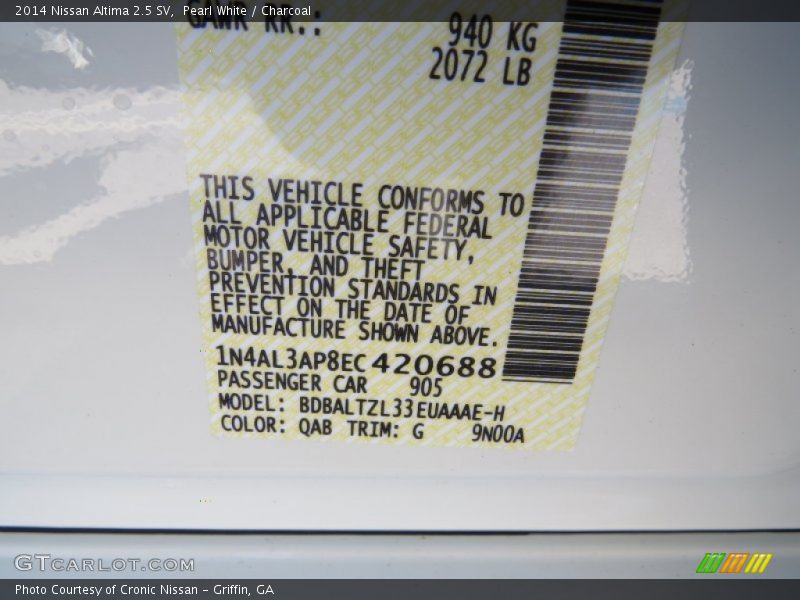 2014 Nissan Altima 2.5 SV, Pearl White / Charcoal
GAWR RR.:
940 KG
2072 LB
THIS VEHICLE CONFORMS TO
ALL APPLICABLE FEDERAL
MOTOR VEHICLE SAFETY,
BUMPER, AND THEFT
PREVENTION STANDARDS IN
EFFECT ON THE DATE OF
MANUFACTURE SHOWN ABOVE.
1N4AL3AP8EC420688
PASSENGER CAR 905
MODEL: BDBALTZL33EUAAAE-H
COLOR: QAB TRIM: G 9N00A
GTCARLOT.COM
Photo Courtesy of Cronic Nissan - Griffin, GA